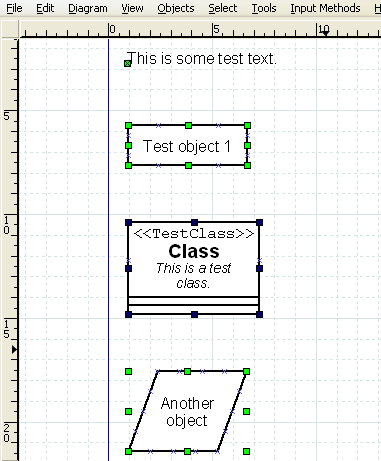 File Edit Diagram View Objects Select Tools Input Methods H
0 5 10
5
This is some test text.
Test object 1
10
<<TestClass>>
Class
This is a test
class.
15
Another
object
20